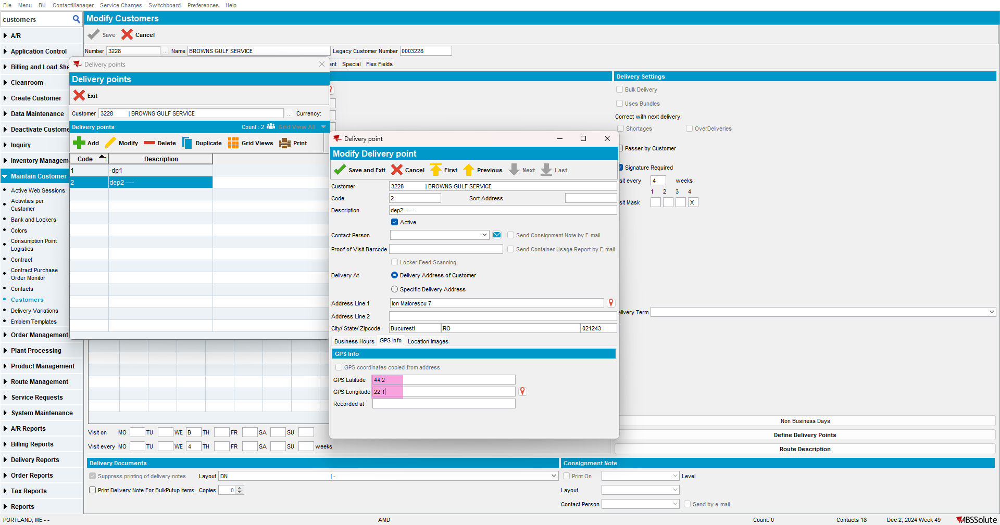 File Menu BU ContactManager Service Charges Switchboard Preferences Help
customers
Modify Customers
Save Cancel
Number 3228 ... Name BROWNS GULF SERVICE Legacy Customer Number 0003228
Special Flex Fields
A/R
Application Control
Billing and Load She
Cleanroom
Create Customer
Data Maintenance
Deactivate Custome
Inquiry
Inventory Managem
Maintain Customer
Active Web Sessions
Activities per
Customer
Bank and Lockers
Colors
Consumption Point
Logistics
Contract
Contract Purchase
Order Monitor
Contacts
Customers
Delivery Variations
Emblem Templates
Order Management
Plant Processing
Product Management
Route Management
Service Requests
System Maintenance
A/R Reports
Billing Reports
Delivery Reports
Order Reports
Tax Reports
Reports
Delivery points
Delivery points
Exit
Customer 3228 | BROWNS GULF SERVICE ... Currency:
Delivery points Count : 2 Grid View All
Add Modify Delete Duplicate Grid Views Print
Code 1 Description
1 -dp1
2 dep2 ----
Delivery point
Modify Delivery point
Save and Exit Cancel First Previous Next Last
Customer 3228 | BROWNS GULF SERVICE
Code 2 Sort Address
Description dep2 ----
Active
Contact Person Send Consignment Note by E-mail
Proof of Visit Barcode Send Container Usage Report by E-mail
Locker Feed Scanning
Delivery At Delivery Address of Customer
Specific Delivery Address
Address Line 1 Ion Maiorescu 7
Address Line 2
City/ State/ Zipcode Bucuresti RO 021243
Business Hours GPS Info Location Images
GPS Info
GPS coordinates copied from address
GPS Latitude 44.2
GPS Longitude 22.1
Recorded at
Delivery Settings
Bulk Delivery
Uses Bundles
Correct with next delivery:
Shortages OverDeliveries
Passer by Customer
Signature Required
sit every 4 weeks
1 2 3 4
sit Mask X
elivery Term
Non Business Days
Define Delivery Points
Route Description
Visit on MO TU WE B TH FR SA SU
Visit every MO TU WE 4 TH FR SA SU weeks
Delivery Documents
Suppress printing of delivery notes Layout DN | -
Print Delivery Note For BulkPutup Items Copies 0
Consignment Note
Print On Level
Layout
Contact Person Send by e-mail
PORTLAND, ME - - AMD Count: 0 Contacts 18 Dec 2, 2024 Week 49 ABSSolute